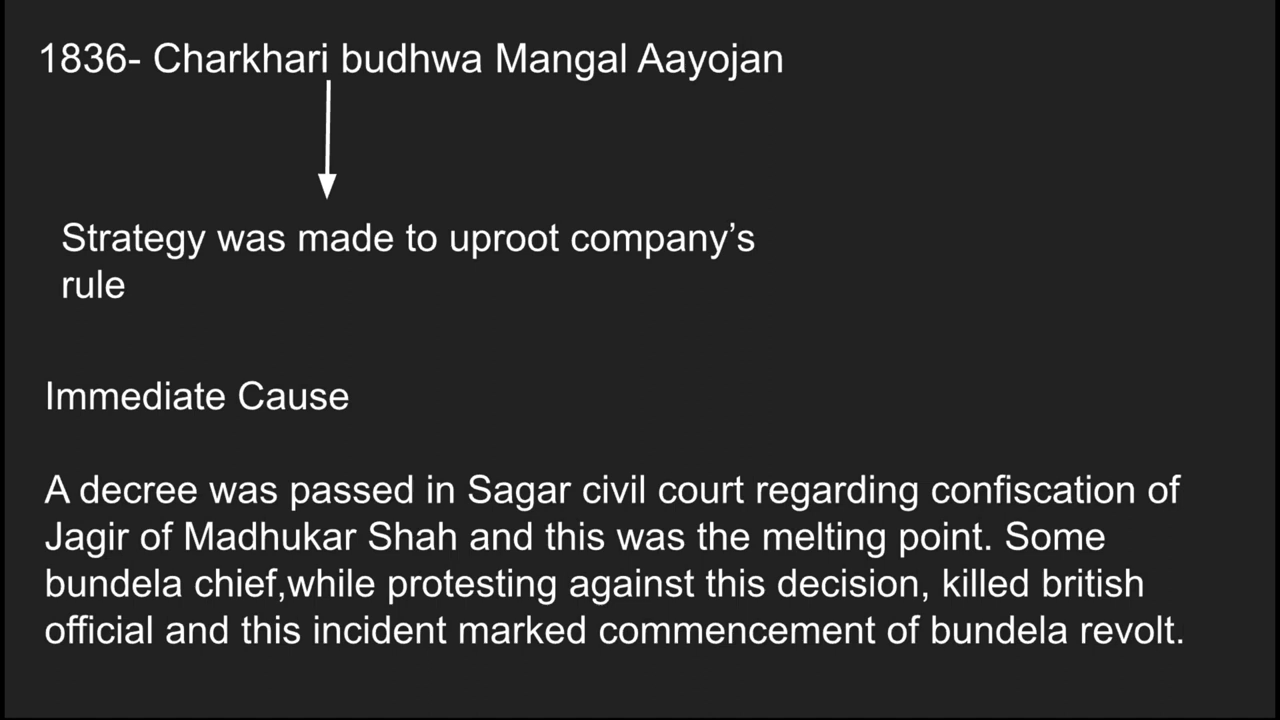 1836- Charkhari budhwa Mangal Aayojan
Strategy was made to uproot company’s
rule
Immediate Cause
A decree was passed in Sagar civil court regarding confiscation of
Jagir of Madhukar Shah and this was the melting point. Some
bundela chief,while protesting against this decision, killed british
official and this incident marked commencement of bundela revolt.